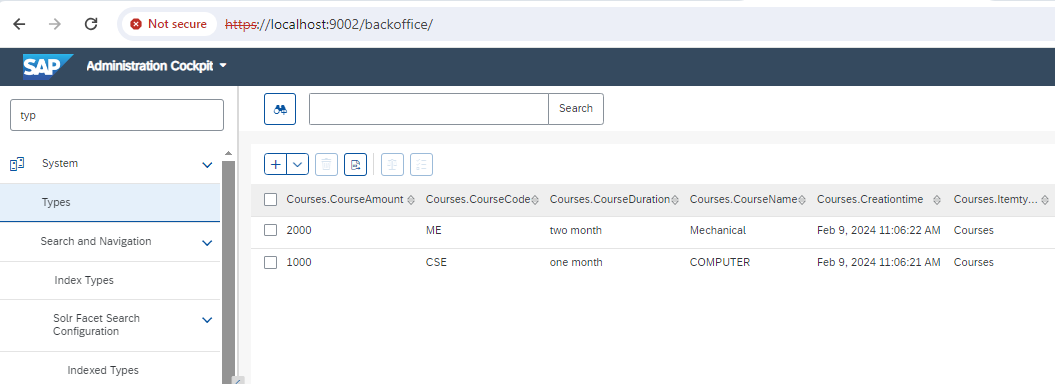 Not secure https://localhost:9002/backoffice/
SAP Administration Cockpit
typ
Search
System
Types
Search and Navigation
Index Types
Solr Facet Search
Configuration
Indexed Types
Courses.CourseAmount Courses.CourseCode Courses.CourseDuration Courses.CourseName Courses.Creationtime Courses.Itemty...
2000 ME two month Mechanical Feb 9, 2024 11:06:22 AM Courses
1000 CSE one month COMPUTER Feb 9, 2024 11:06:21 AM Courses